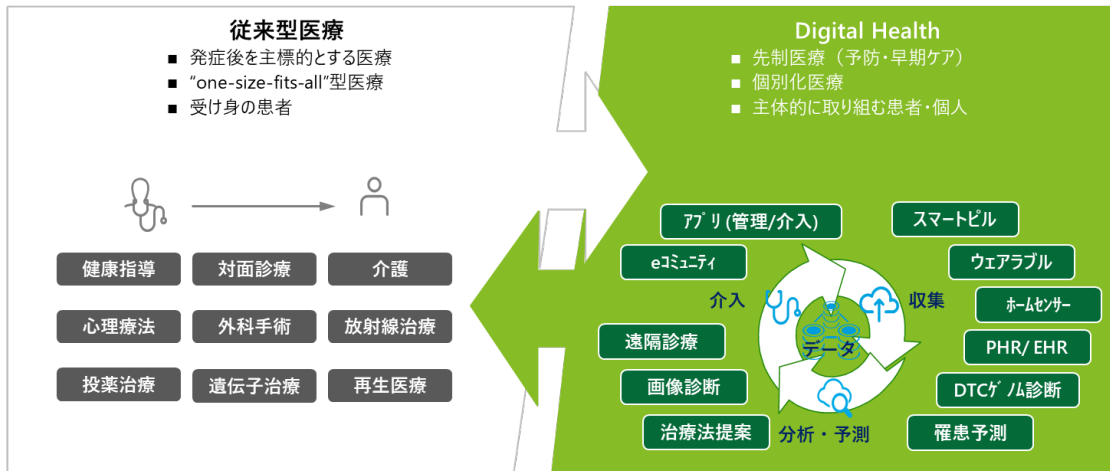 従来型医療
■ 発症後を主標的とする医療
■ “one-size-fits-all”型医療
■ 受け身の患者
健康指導
対面診療
介護
心理療法
外科手術
放射線治療
投薬治療
遺伝子治療
再生医療
Digital Health
■ 先制医療（予防・早期ケア）
■ 個別化医療
■ 主体的に取り組む患者・個人
ｱﾌﾟﾘ(管理/介入)
スマートピル
eｺﾐｭﾆﾃｨ
ウェアラブル
介入
収集
ﾎｰﾑｾﾝｻｰ
遠隔診療
データ
PHR/ EHR
画像診断
DTCｹﾞﾉﾑ診断
治療法提案
分析・予測
罹患予測